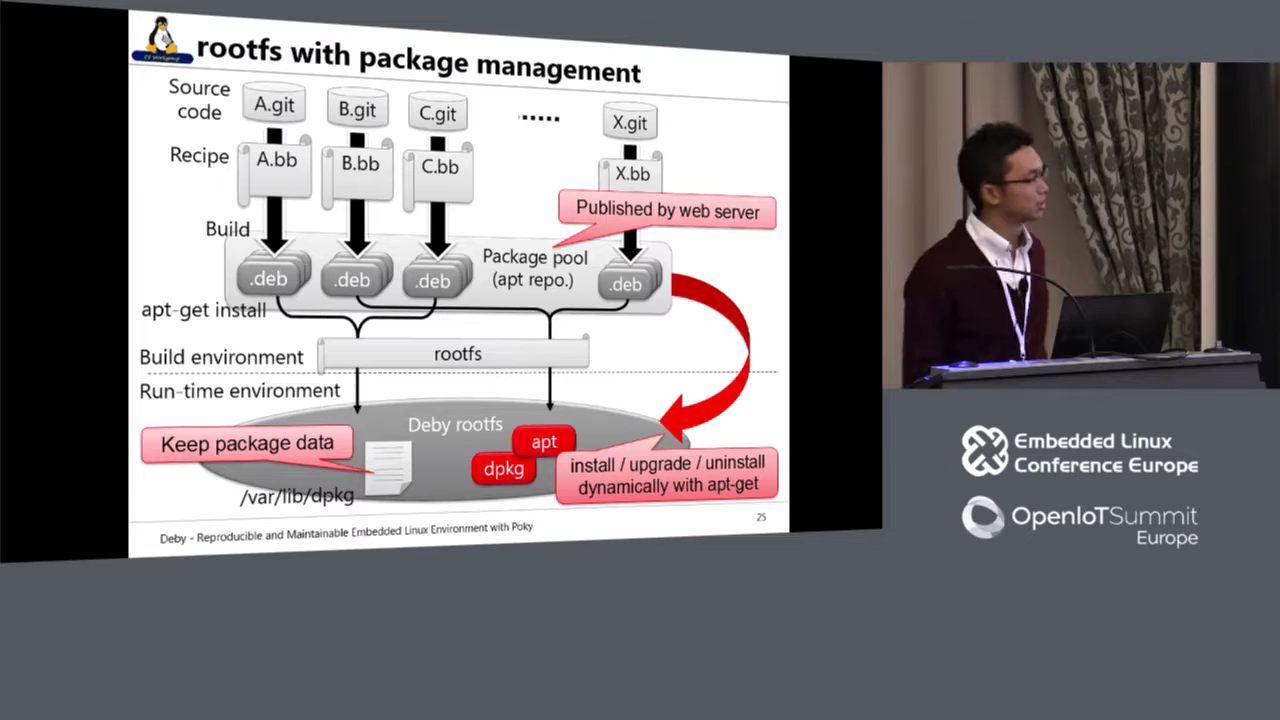 rootfs with package management
Source
code
A.git
B.git
C.git
.....
X.git
Recipe
A.bb
B.bb
C.bb
X.bb
Published by web server
Build
.deb
.deb
.deb
Package pool
(apt repo.)
.deb
apt-get install
Build environment
rootfs
Run-time environment
Deby rootfs
Keep package data
apt
dpkg
install / upgrade / uninstall
dynamically with apt-get
/var/lib/dpkg
25
Deby - Reproducible and Maintainable Embedded Linux Environment with Poky
Embedded Linux
Conference Europe
OpenIoTSummit
Europe